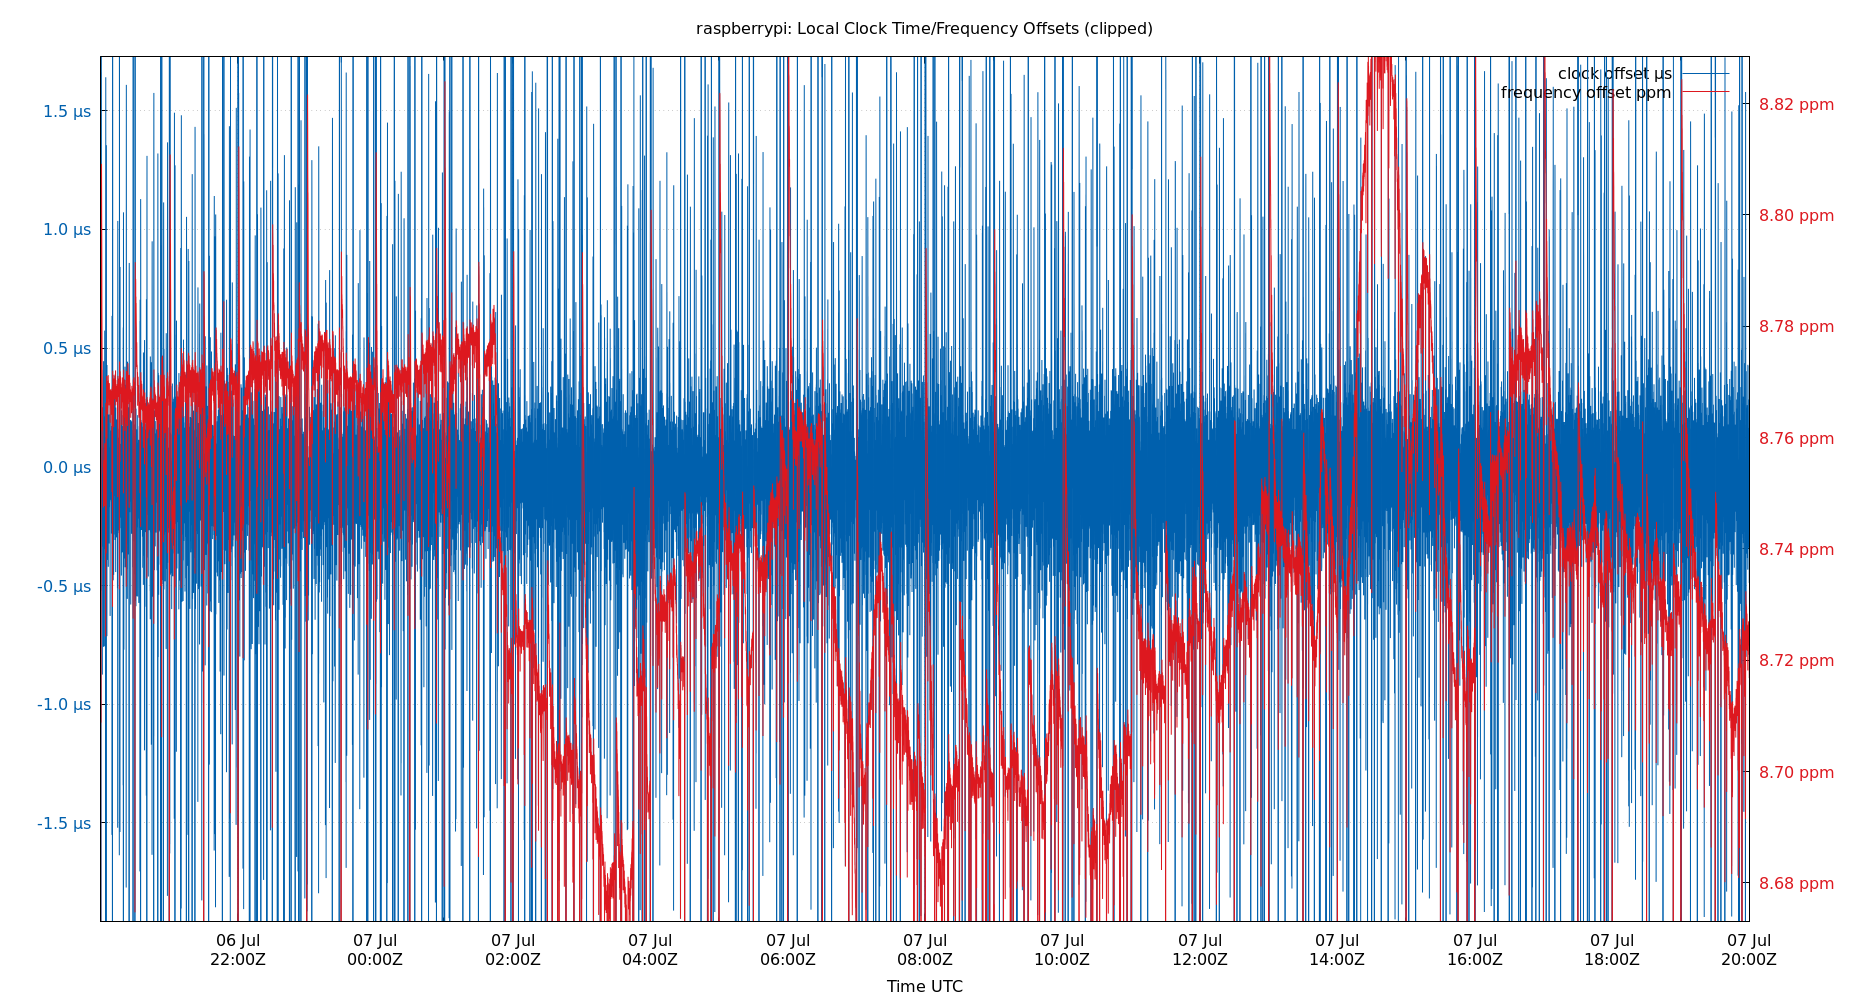 raspberrypi: Local Clock Time/Frequency Offsets (clipped)
clock offset µs
frequency offset ppm
1.5 µs
1.0 µs
0.5 µs
0.0 µs
-0.5 µs
-1.0 µs
-1.5 µs
8.82 ppm
8.80 ppm
8.78 ppm
8.76 ppm
8.74 ppm
8.72 ppm
8.70 ppm
8.68 ppm
06 Jul
22:00Z
07 Jul
00:00Z
07 Jul
02:00Z
07 Jul
04:00Z
07 Jul
06:00Z
07 Jul
08:00Z
07 Jul
10:00Z
07 Jul
12:00Z
07 Jul
14:00Z
07 Jul
16:00Z
07 Jul
18:00Z
07 Jul
20:00Z
Time UTC